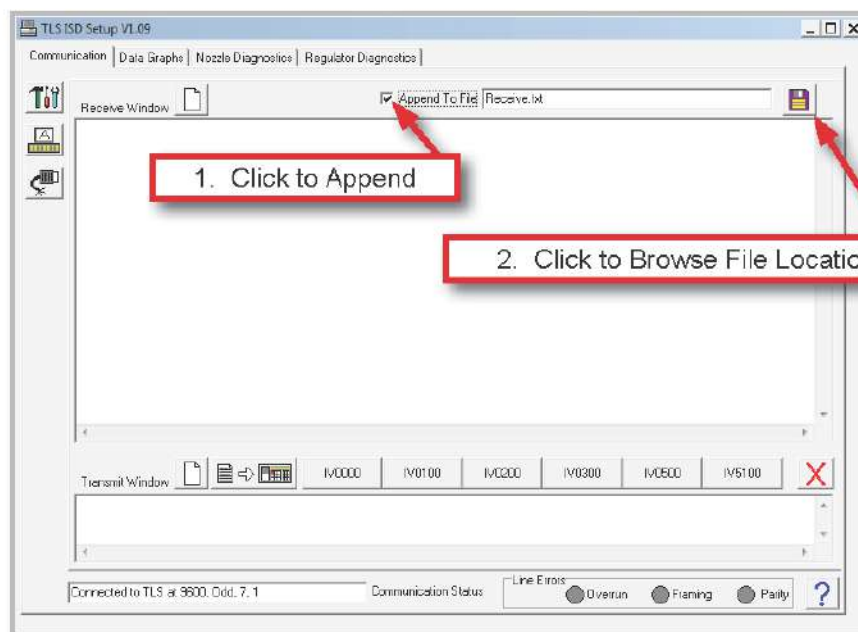 TLS ISD Setup V1.09
Communication Data Graphs Nozzle Diagnostics Regulator Diagnostics
Receive Window Append To File Receive.txt
1. Click to Append
2. Click to Browse File Locatio
Transmit Window IV0000 IV0100 IV0200 IV0300 IV0500 IV5100
Connected to TLS at 9600, Odd, 7, 1 Communication Status Line Errors Overrun Framing Parity ?